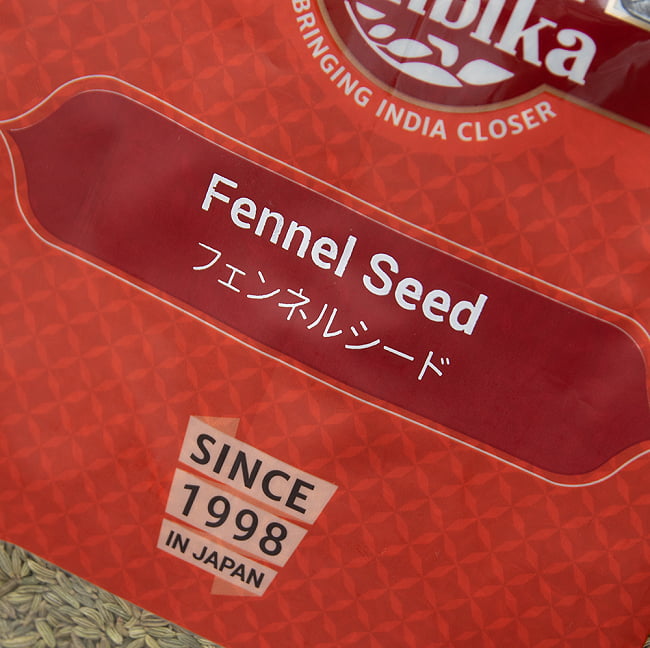 BRINGING INDIA CLOSER
Fennel Seed
フェンネルシード
SINCE
1998
IN JAPAN